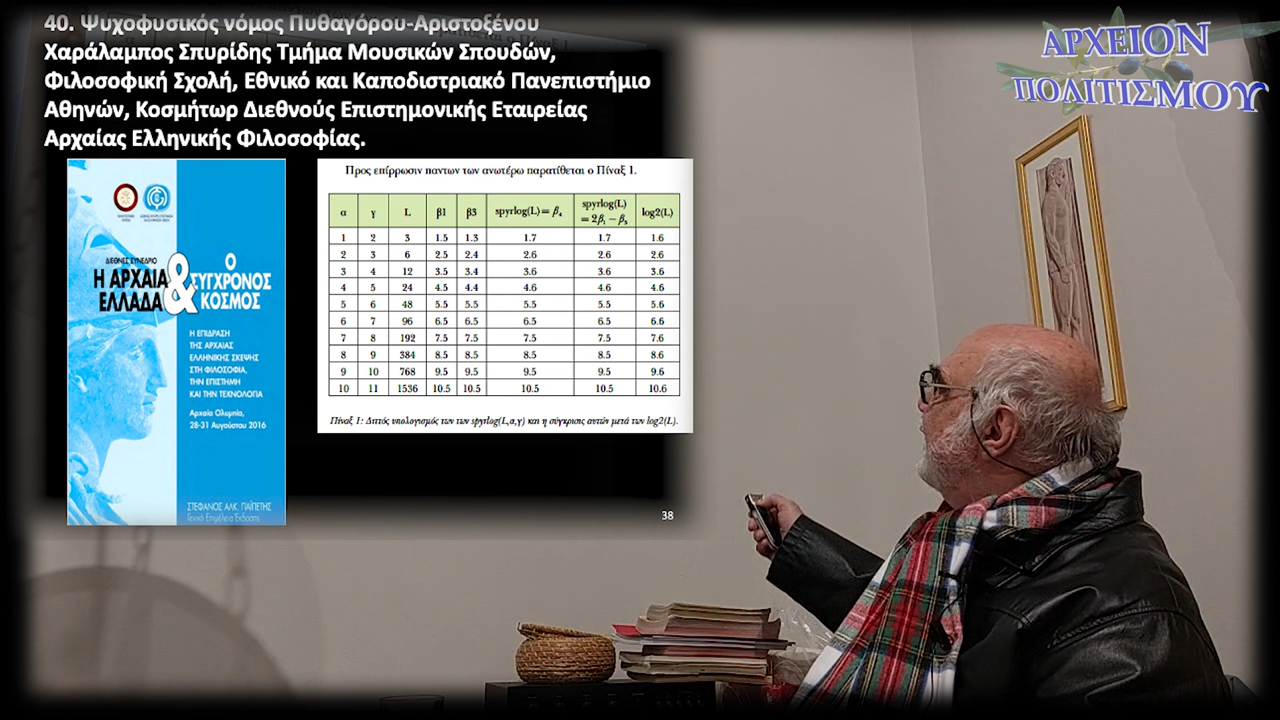 40. Ψυχοφυσικός νόμος Πυθαγόρου-Αριστοξένου
Χαράλαμπος Σπυρίδης Τμήμα Μουσικών Σπουδών,
Φιλοσοφική Σχολή, Εθνικό και Καποδιστριακό Πανεπιστήμιο
Αθηνών, Κοσμήτωρ Διεθνούς Επιστημονικής Εταιρείας
Αρχαίας Ελληνικής Φιλοσοφίας.
ΑΡΧΕΙΟΝ
ΠΟΛΙΤΙΣΜΟΥ
ΔΙΕΘΝΕΣ ΣΥΝΕΔΡΙΟ
Η ΑΡΧΑΙΑ
ΕΛΛΑΔΑ
&
Ο
ΣΥΓΧΡΟΝΟΣ
ΚΟΣΜΟΣ
Η ΕΠΙΔΡΑΣΗ
ΤΗΣ ΑΡΧΑΙΑΣ
ΕΛΛΗΝΙΚΗΣ ΣΚΕΨΗΣ
ΣΤΗ ΦΙΛΟΣΟΦΙΑ,
ΤΗΝ ΕΠΙΣΤΗΜΗ
ΚΑΙ ΤΗΝ ΤΕΧΝΟΛΟΓΙΑ
Αρχαία Ολυμπία,
28-31 Αυγούστου 2016
ΣΤΕΦΑΝΟΣ ΑΛΚ. ΠΑΪΠΕΤΗΣ
Γενική Επιμέλεια Έκδοσης
Προς επίρρωσιν παντων των ανωτέρω παρατίθεται ο Πίναξ 1.
α γ L β1 β3 spyrlog(L)= β₄ spyrlog(L) = 2β₁ − β₃ log2(L)
1 2 3 1.5 1.3 1.7 1.7 1.6
2 3 6 2.5 2.4 2.6 2.6 2.6
3 4 12 3.5 3.4 3.6 3.6 3.6
4 5 24 4.5 4.4 4.6 4.6 4.6
5 6 48 5.5 5.5 5.5 5.5 5.6
6 7 96 6.5 6.5 6.5 6.5 6.6
7 8 192 7.5 7.5 7.5 7.5 7.6
8 9 384 8.5 8.5 8.5 8.5 8.6
9 10 768 9.5 9.5 9.5 9.5 9.6
10 11 1536 10.5 10.5 10.5 10.5 10.6
Πίναξ 1: Διττός υπολογισμός των των spyrlog(L,α,γ) και η σύγκρισις αυτών μετά των log2(L).
38